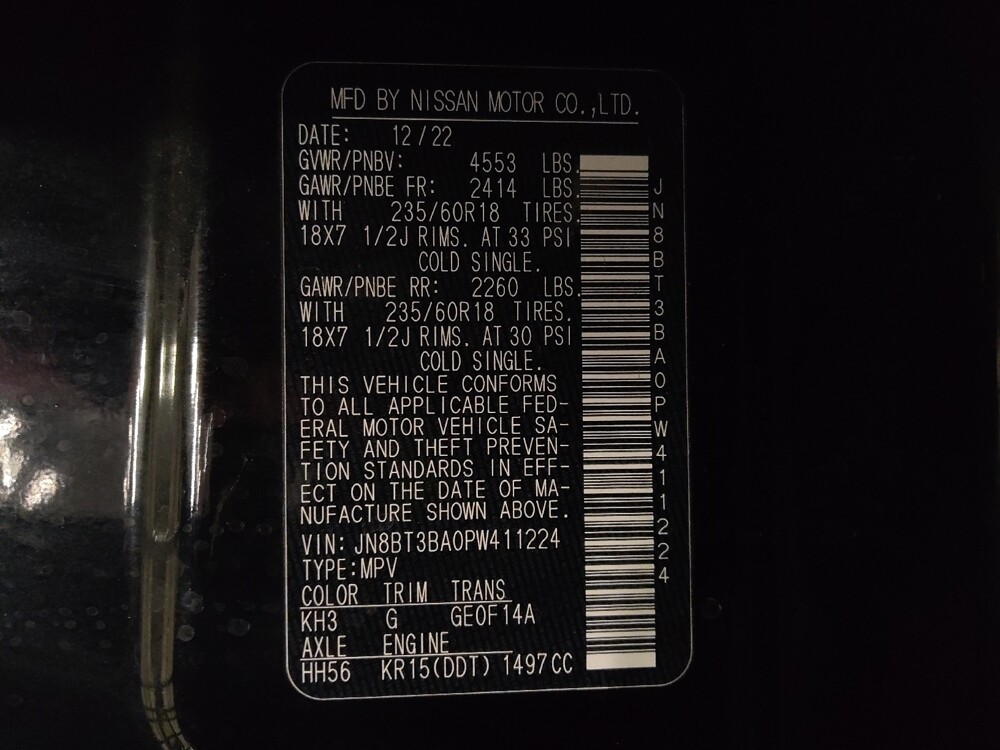 MFD BY NISSAN MOTOR CO.,LTD.
DATE: 12/22
GVWR/PNBV: 4553 LBS.
GAWR/PNBE FR: 2414 LBS.
WITH 235/60R18 TIRES.
18X7 1/2J RIMS. AT 33 PSI
COLD SINGLE.
GAWR/PNBE RR: 2260 LBS.
WITH 235/60R18 TIRES.
18X7 1/2J RIMS. AT 30 PSI
COLD SINGLE.
THIS VEHICLE CONFORMS
TO ALL APPLICABLE FED-
ERAL MOTOR VEHICLE SA-
FETY AND THEFT PREVEN-
TION STANDARDS IN EFF-
ECT ON THE DATE OF MA-
NUFACTURE SHOWN ABOVE.
VIN: JN8BT3BA0PW411224
TYPE:MPV
COLOR TRIM TRANS
KH3 G GE0F14A
AXLE ENGINE
HH56 KR15(DDT) 1497CC
JN8BT3BA0PW411224